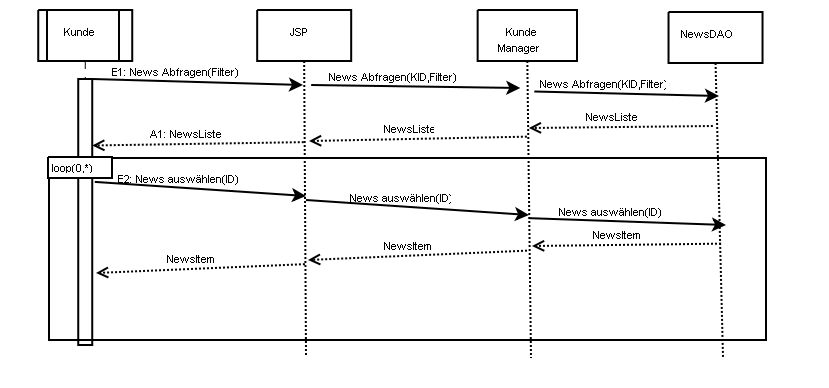 Kunde
JSP
Kunde
Manager
NewsDAO
E1: News Abfragen(Filter)
News Abfragen(KID,Filter)
News Abfragen(KID,Filter)
NewsListe
NewsListe
A1: NewsListe
loop(0,*)
E2: News auswählen(ID)
News auswählen(ID)
News auswählen(ID)
NewsItem
NewsItem
NewsItem